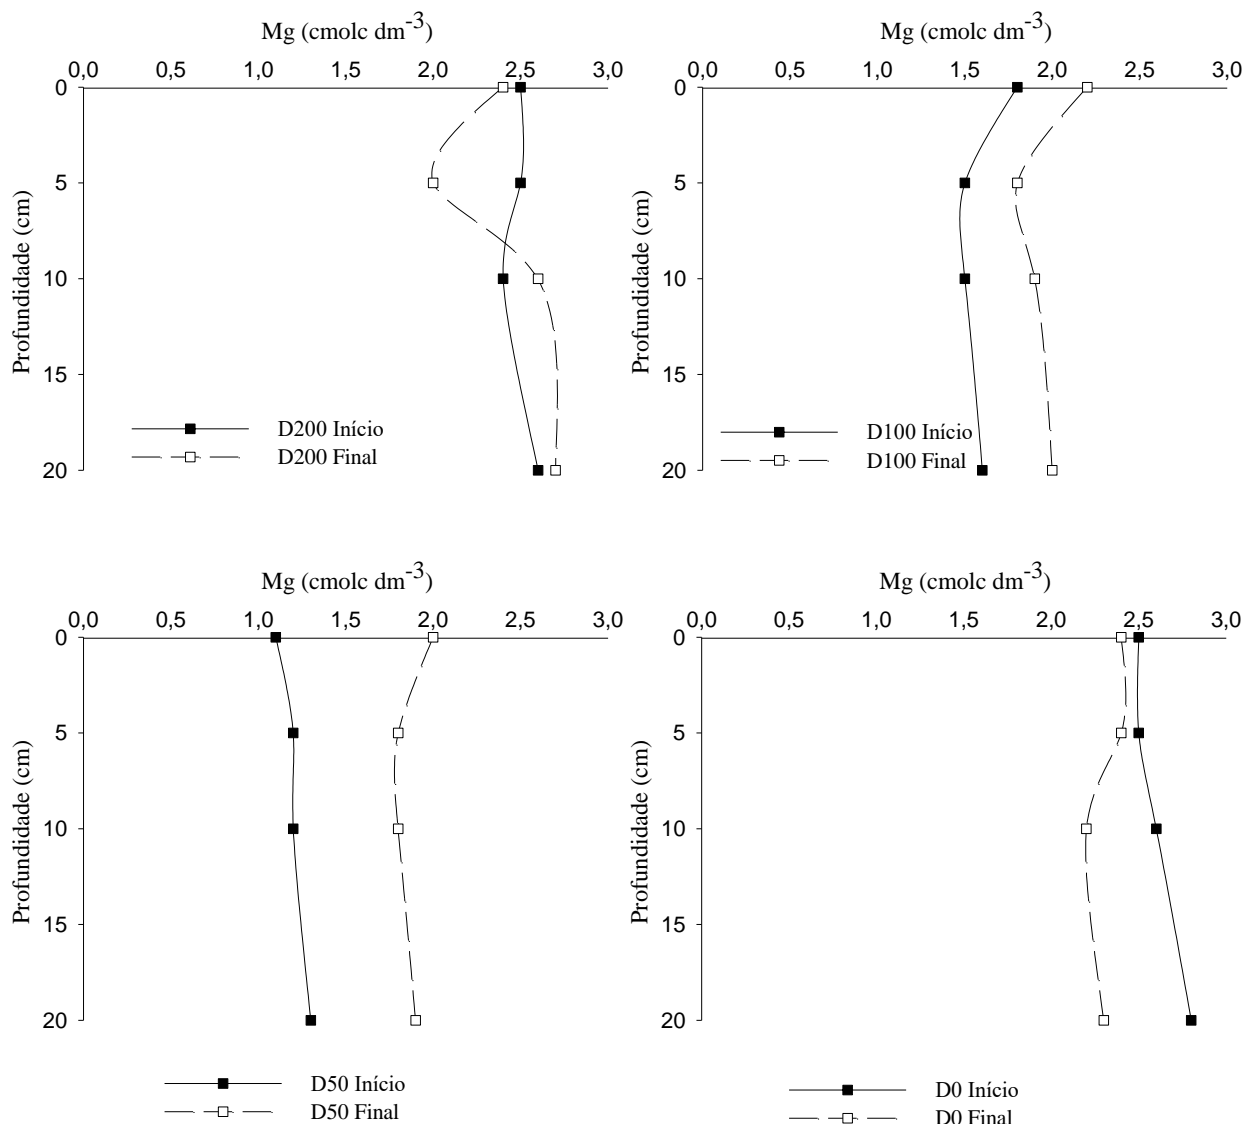 Mg (cmolc dm-3)
0,0 0,5 1,0 1,5 2,0 2,5 3,0
Profundidade (cm)
0
5
10
15
20
D200 Início
D200 Final
Mg (cmolc dm-3)
0,0 0,5 1,0 1,5 2,0 2,5 3,0
Profundidade (cm)
0
5
10
15
20
D100 Início
D100 Final
Mg (cmolc dm-3)
0,0 0,5 1,0 1,5 2,0 2,5 3,0
Profundidade (cm)
0
5
10
15
20
D50 Início
D50 Final
Mg (cmolc dm-3)
0,0 0,5 1,0 1,5 2,0 2,5 3,0
Profundidade (cm)
0
5
10
15
20
D0 Início
D0 Final